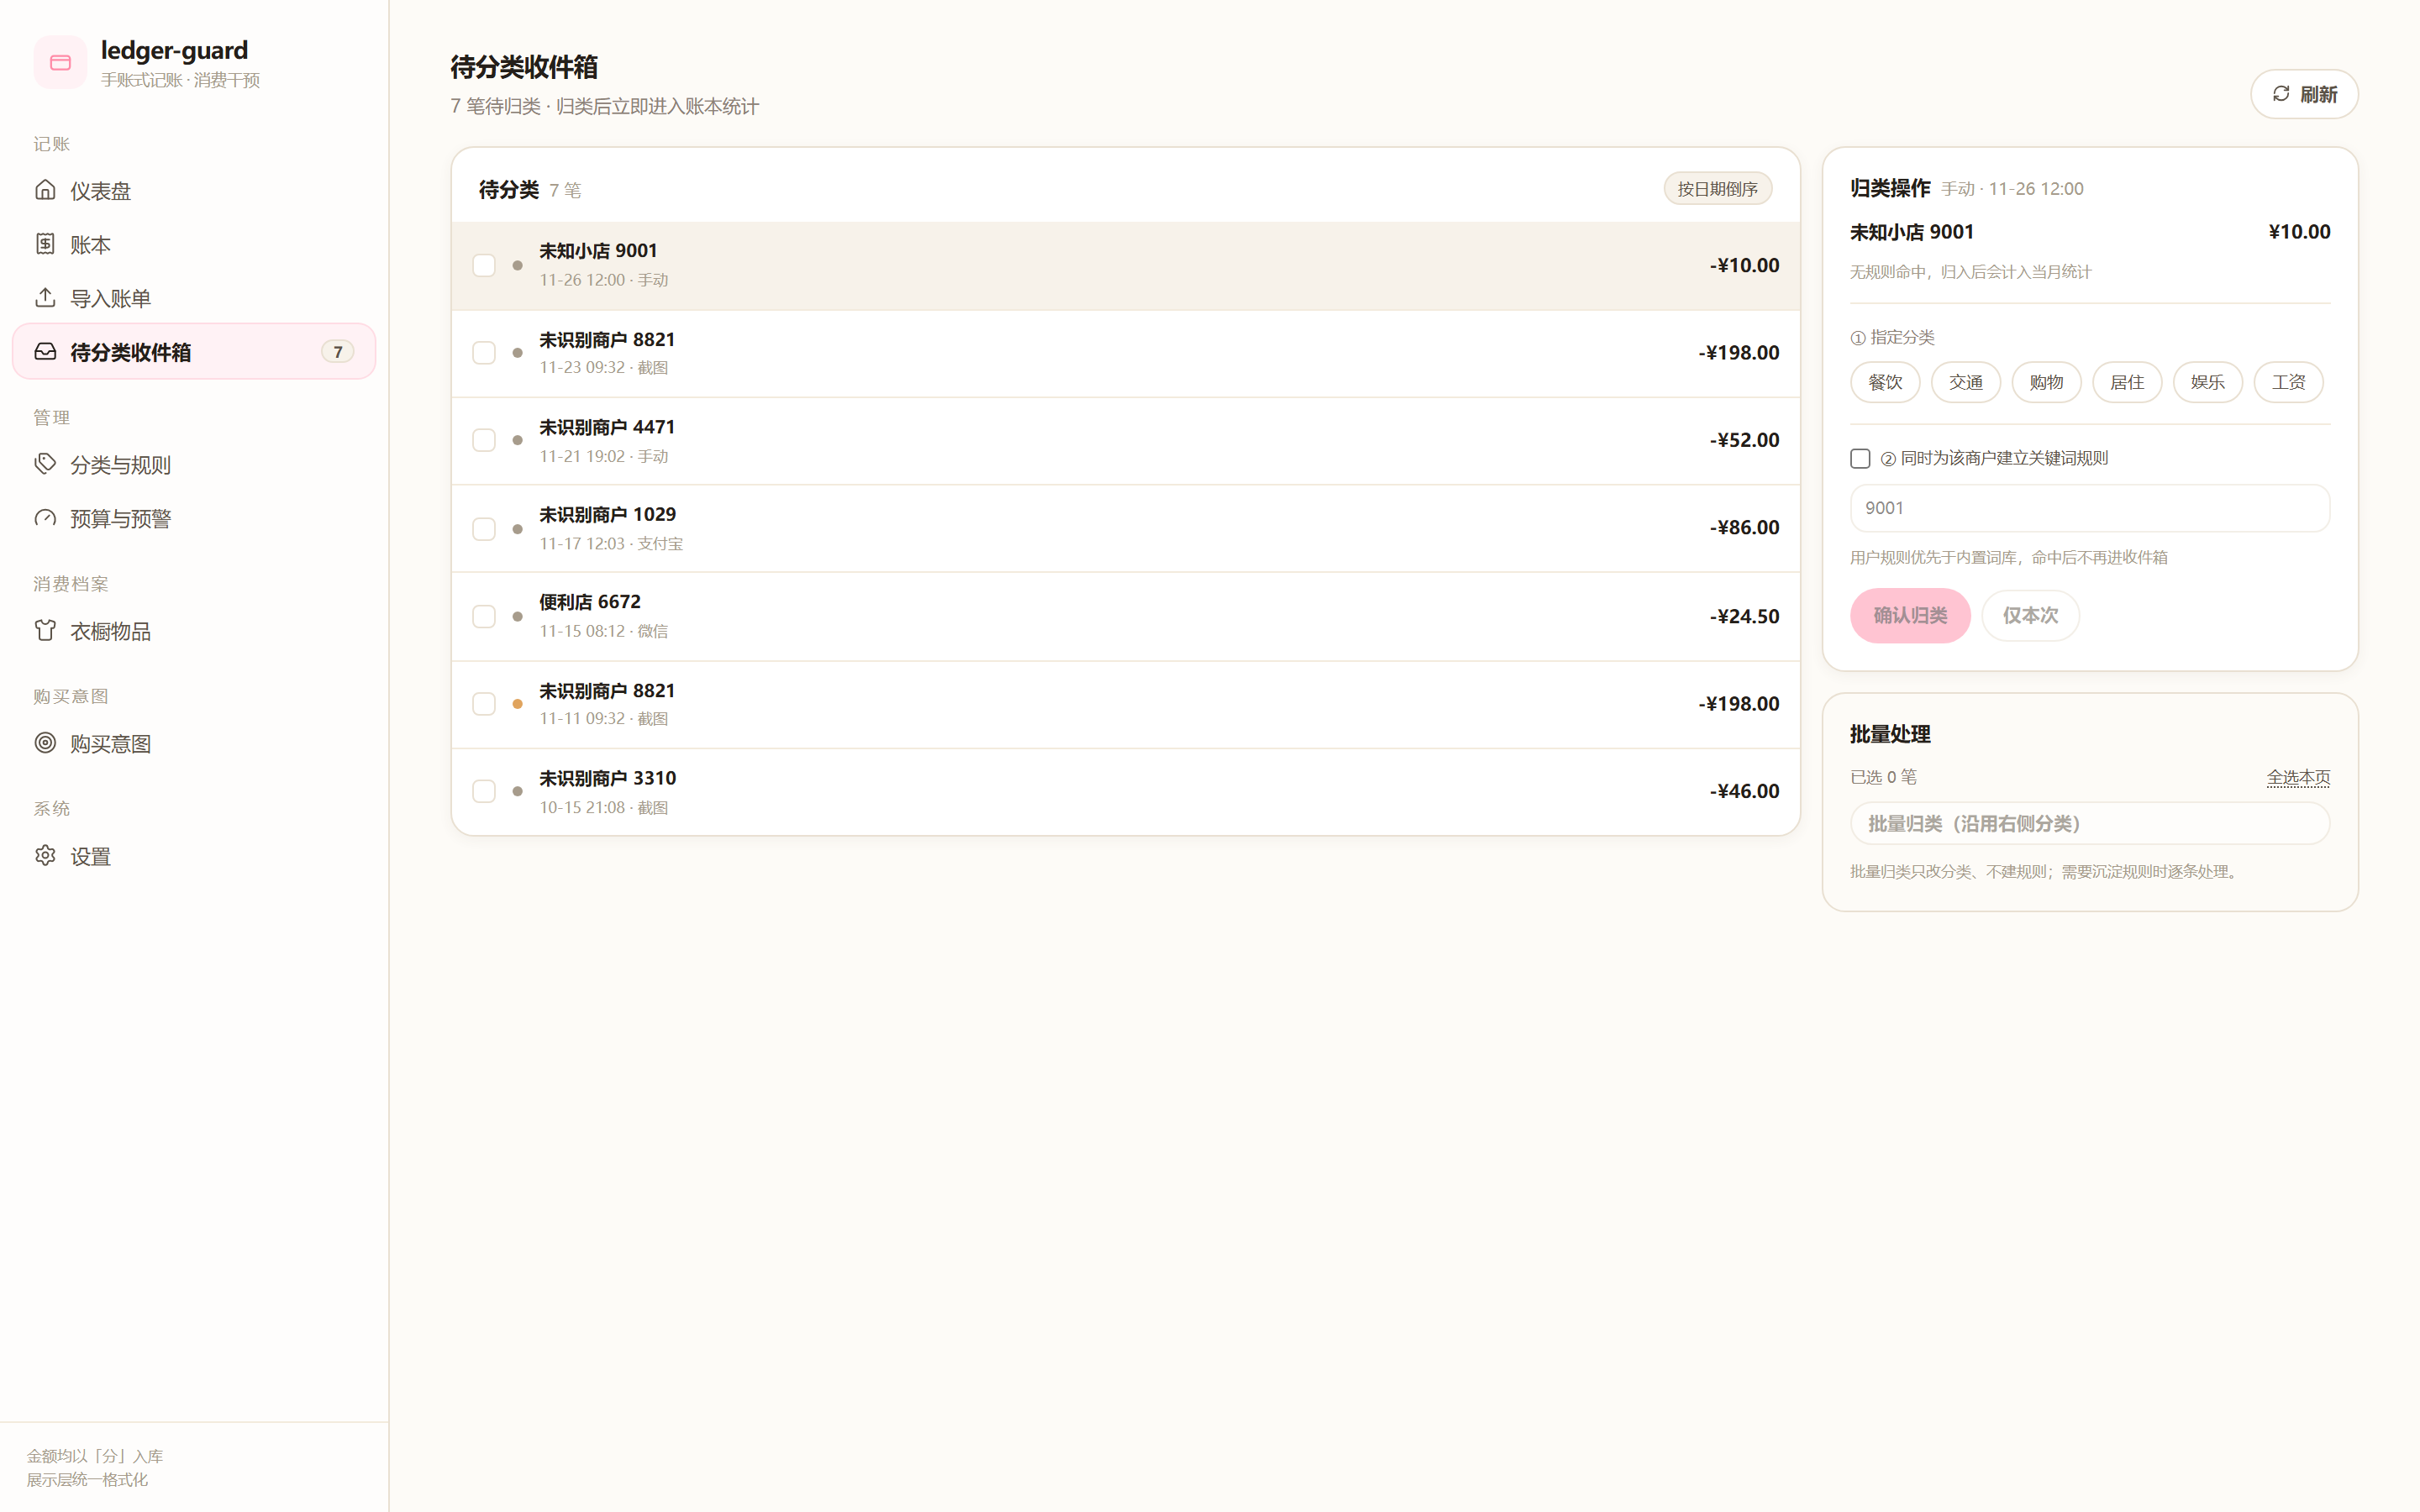 ledger-guard
手账式记账 · 消费干预
记账
仪表盘
账本
导入账单
待分类收件箱 7
管理
分类与规则
预算与预警
消费档案
衣橱物品
购买意图
购买意图
系统
设置
金额均以「分」入库
展示层统一格式化
待分类收件箱
7 笔待归类 · 归类后立即进入账本统计
刷新
待分类 7 笔 按日期倒序
未知小店 9001
11-26 12:00 · 手动
-¥10.00
未识别商户 8821
11-23 09:32 · 截图
-¥198.00
未识别商户 4471
11-21 19:02 · 手动
-¥52.00
未识别商户 1029
11-17 12:03 · 支付宝
-¥86.00
便利店 6672
11-15 08:12 · 微信
-¥24.50
未识别商户 8821
11-11 09:32 · 截图
-¥198.00
未识别商户 3310
10-15 21:08 · 截图
-¥46.00
归类操作 手动 · 11-26 12:00
未知小店 9001 ¥10.00
无规则命中，归入后会计入当月统计
① 指定分类
餐饮 交通 购物 居住 娱乐 工资
② 同时为该商户建立关键词规则
9001
用户规则优先于内置词库，命中后不再进收件箱
确认归类 仅本次
批量处理
已选 0 笔 全选本页
批量归类（沿用右侧分类）
批量归类只改分类、不建规则；需要沉淀规则时逐条处理。